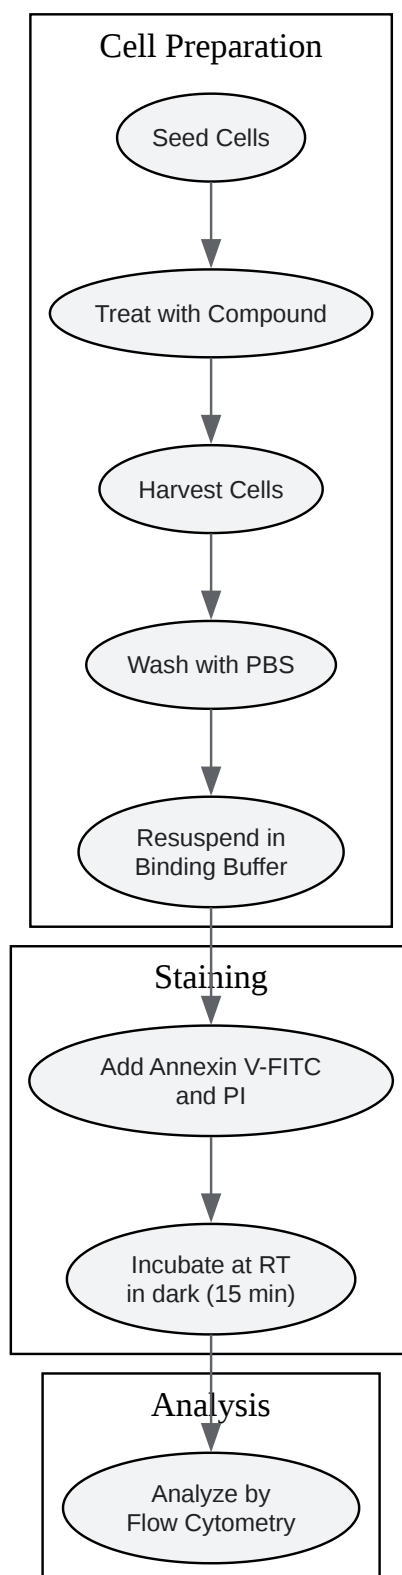 Cell Preparation
Seed Cells
Treat with Compound
Harvest Cells
Wash with PBS
Resuspend in
Binding Buffer
Staining
Add Annexin V-FITC
and PI
Incubate at RT
in dark (15 min)
Analysis
Analyze by
Flow Cytometry